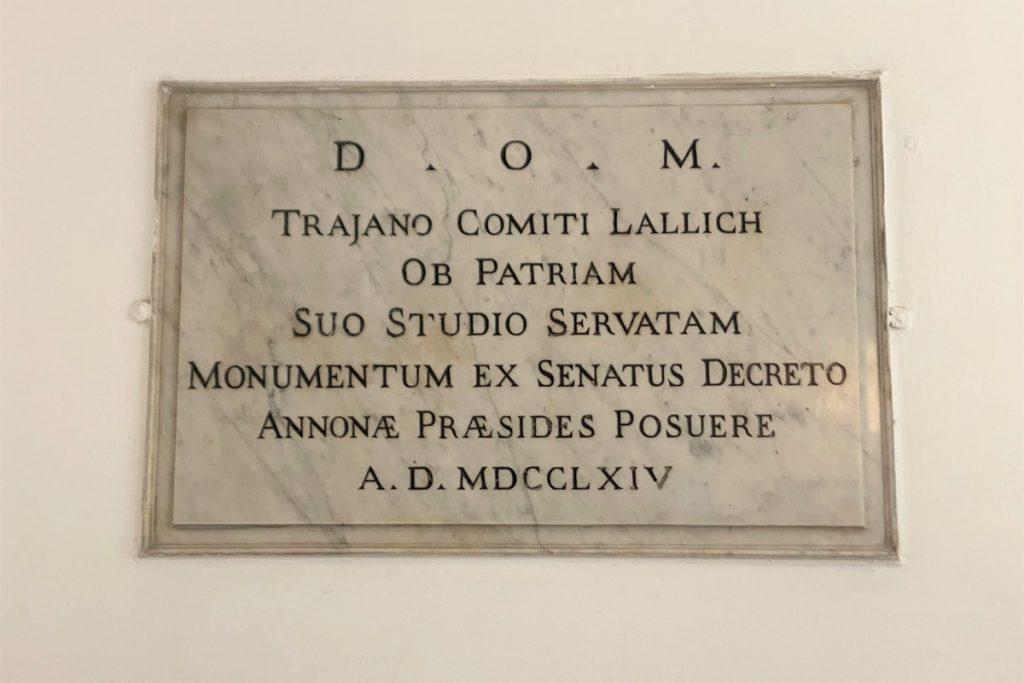 D . O . M.
TRAJANO COMITI LALLICH
OB PATRIAM
SUO STUDIO SERVATAM
MONUMENTUM EX SENATUS DECRETO
ANNONÆ PRÆSIDES POSUERE
A. D. MDCCLXIV